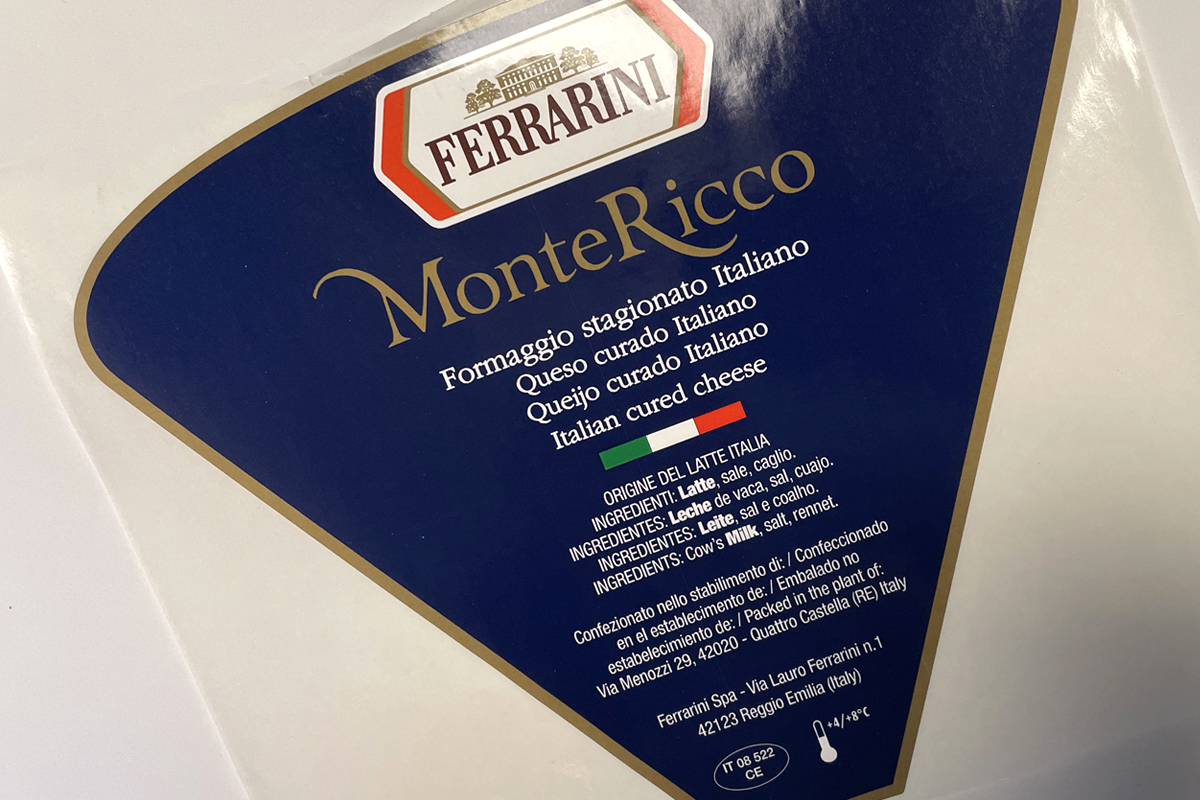 FERRARINI
MonteRicco
Formaggio stagionato Italiano
Queso curado Italiano
Queijo curado Italiano
Italian cured cheese
ORIGINE DEL LATTE ITALIA
INGREDIENTI: Latte, sale, caglio.
INGREDIENTES: Leche de vaca, sal, cuajo.
INGREDIENTES: Leite, sal e coalho.
INGREDIENTS: Cow's Milk, salt, rennet.
Confezionato nello stabilimento di: / Confeccionado
en el establecimento de: / Embalado no
estabelecimiento de: / Packed in the plant of:
Via Menozzi 29, 42020 - Quattro Castella (RE) Italy
Ferrarini Spa - Via Lauro Ferrarini n.1
42123 Reggio Emilia (Italy)
+4/+8°C
IT 08 522
CE